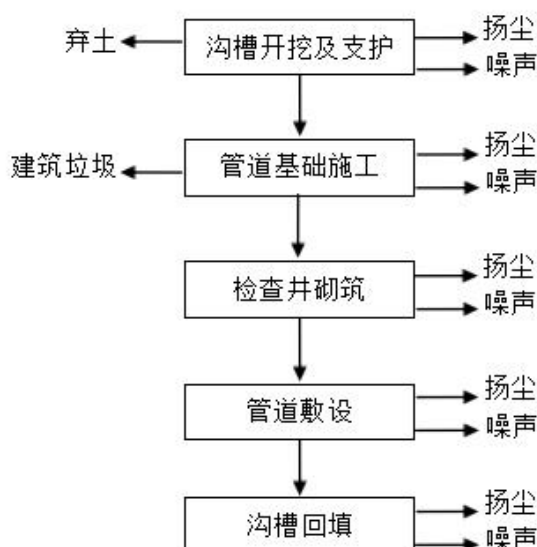 弃土
沟槽开挖及支护
扬尘
噪声
建筑垃圾
管道基础施工
扬尘
噪声
检查井砌筑
扬尘
噪声
管道敷设
扬尘
噪声
沟槽回填
扬尘
噪声